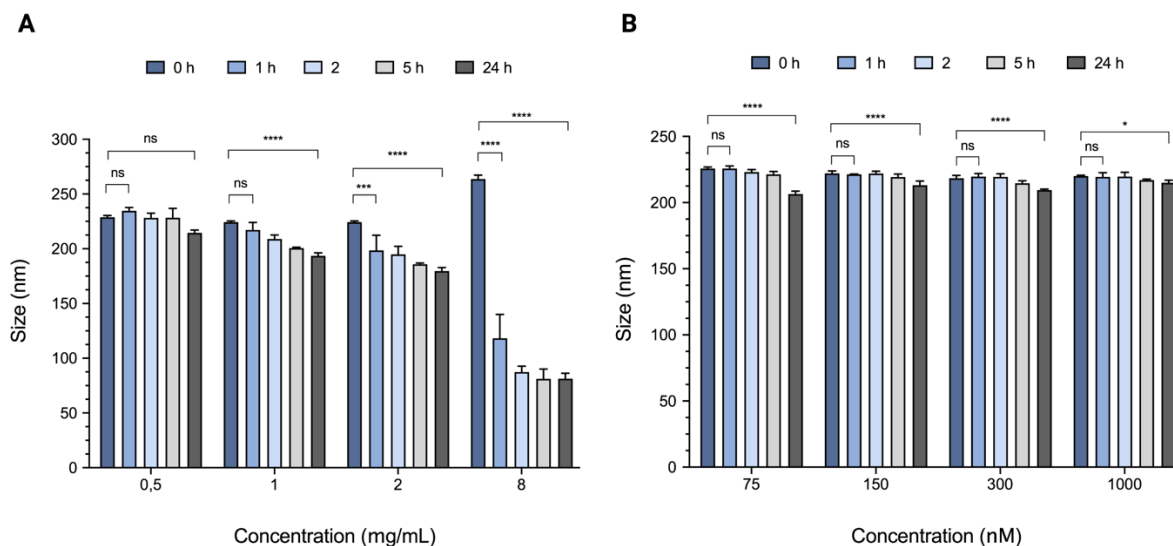 A
0 h 1 h 2 5 h 24 h
ns
ns
****
ns
****
***
****
****
300
250
200
150
100
50
0
Size (nm)
0,5 1 2 8
Concentration (mg/mL)
B
0 h 1 h 2 5 h 24 h
****
ns
****
ns
****
ns
*
ns
250
200
150
100
50
0
Size (nm)
75 150 300 1000
Concentration (nM)